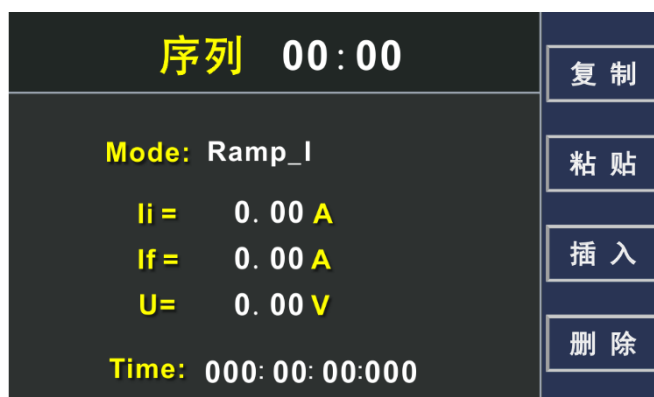 序列 00:00
Mode: Ramp_I
Ii = 0. 00 A
If = 0. 00 A
U= 0. 00 V
Time: 000: 00: 00:000
复 制
粘 贴
插 入
删 除